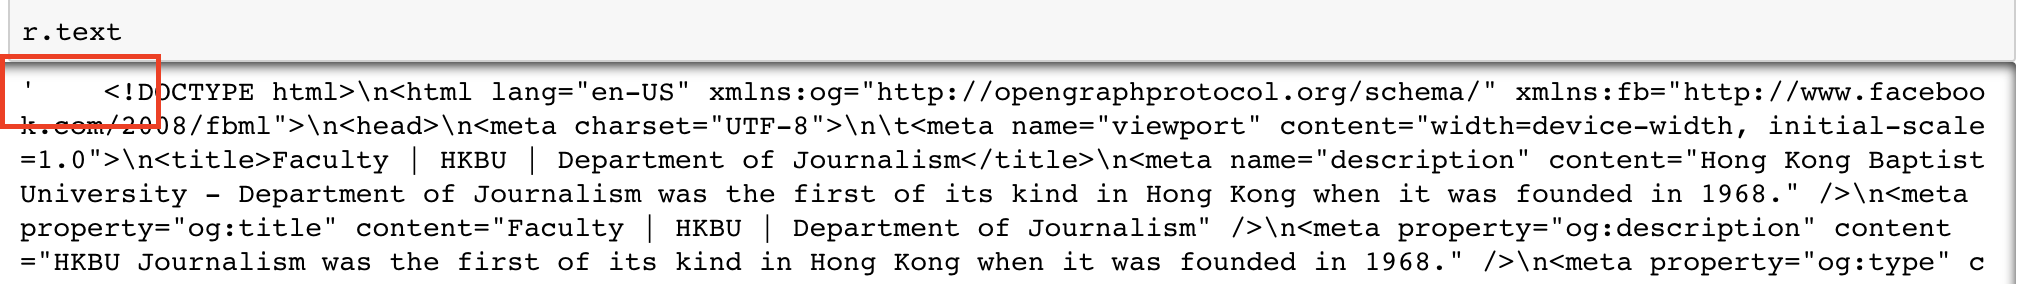 r.text
'    <!DOCTYPE html>\n<html lang="en-US" xmlns:og="http://opengraphprotocol.org/schema/" xmlns:fb="http://www.faceboo
k.com/2008/fbml">\n<head>\n<meta charset="UTF-8">\n\t<meta name="viewport" content="width=device-width, initial-scale
=1.0">\n<title>Faculty | HKBU | Department of Journalism</title>\n<meta name="description" content="Hong Kong Baptist
University - Department of Journalism was the first of its kind in Hong Kong when it was founded in 1968." />\n<meta
property="og:title" content="Faculty | HKBU | Department of Journalism" />\n<meta property="og:description" content
="HKBU Journalism was the first of its kind in Hong Kong when it was founded in 1968." />\n<meta property="og:type" c